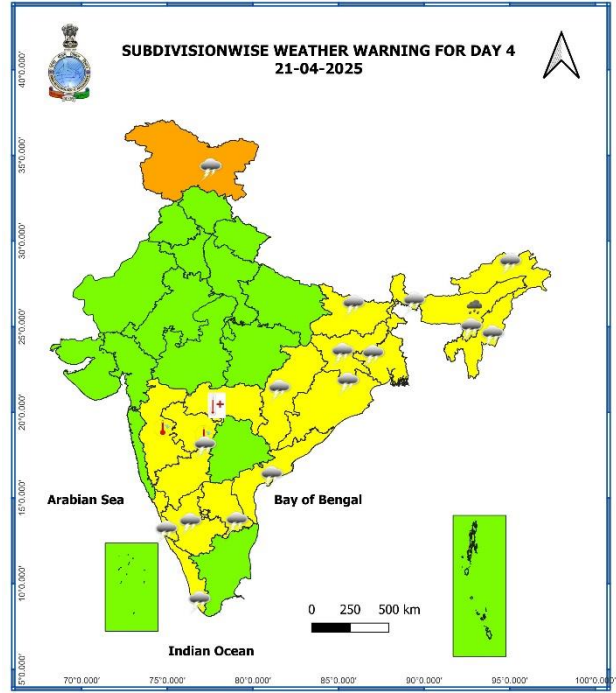 SUBDIVISIONWISE WEATHER WARNING FOR DAY 4
21-04-2025
40°0.000'
35°0.000'
30°0.000'
25°0.000'
20°0.000'
15°0.000'
10°0.000'
5°0.000'
Arabian Sea
Bay of Bengal
0 250 500 km
Indian Ocean
70°0.000' 75°0.000' 80°0.000' 85°0.000' 90°0.000' 95°0.000' 100°0.000'